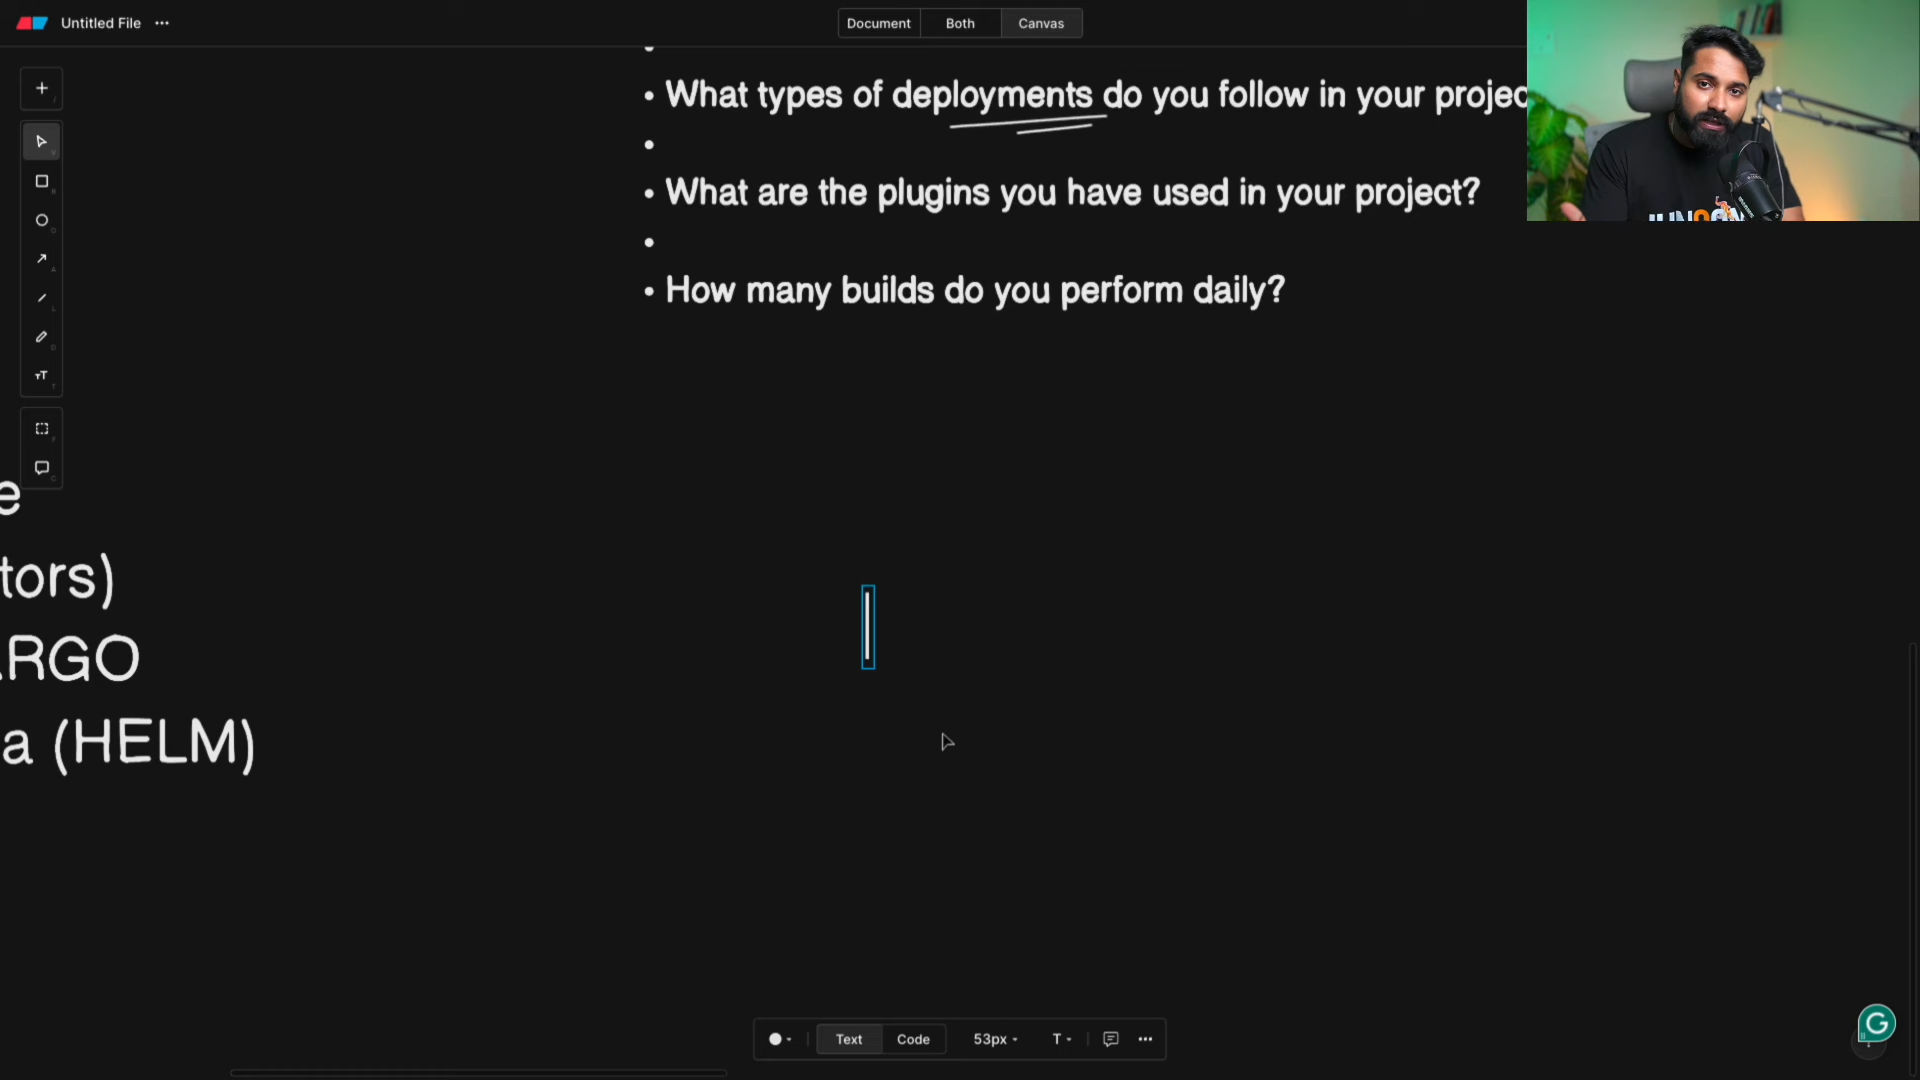 Untitled File
Document Both Canvas
What types of deployments do you follow in your projec
What are the plugins you have used in your project?
How many builds do you perform daily?
e
tors)
ARGO
a (HELM)
Text Code 53px T
G